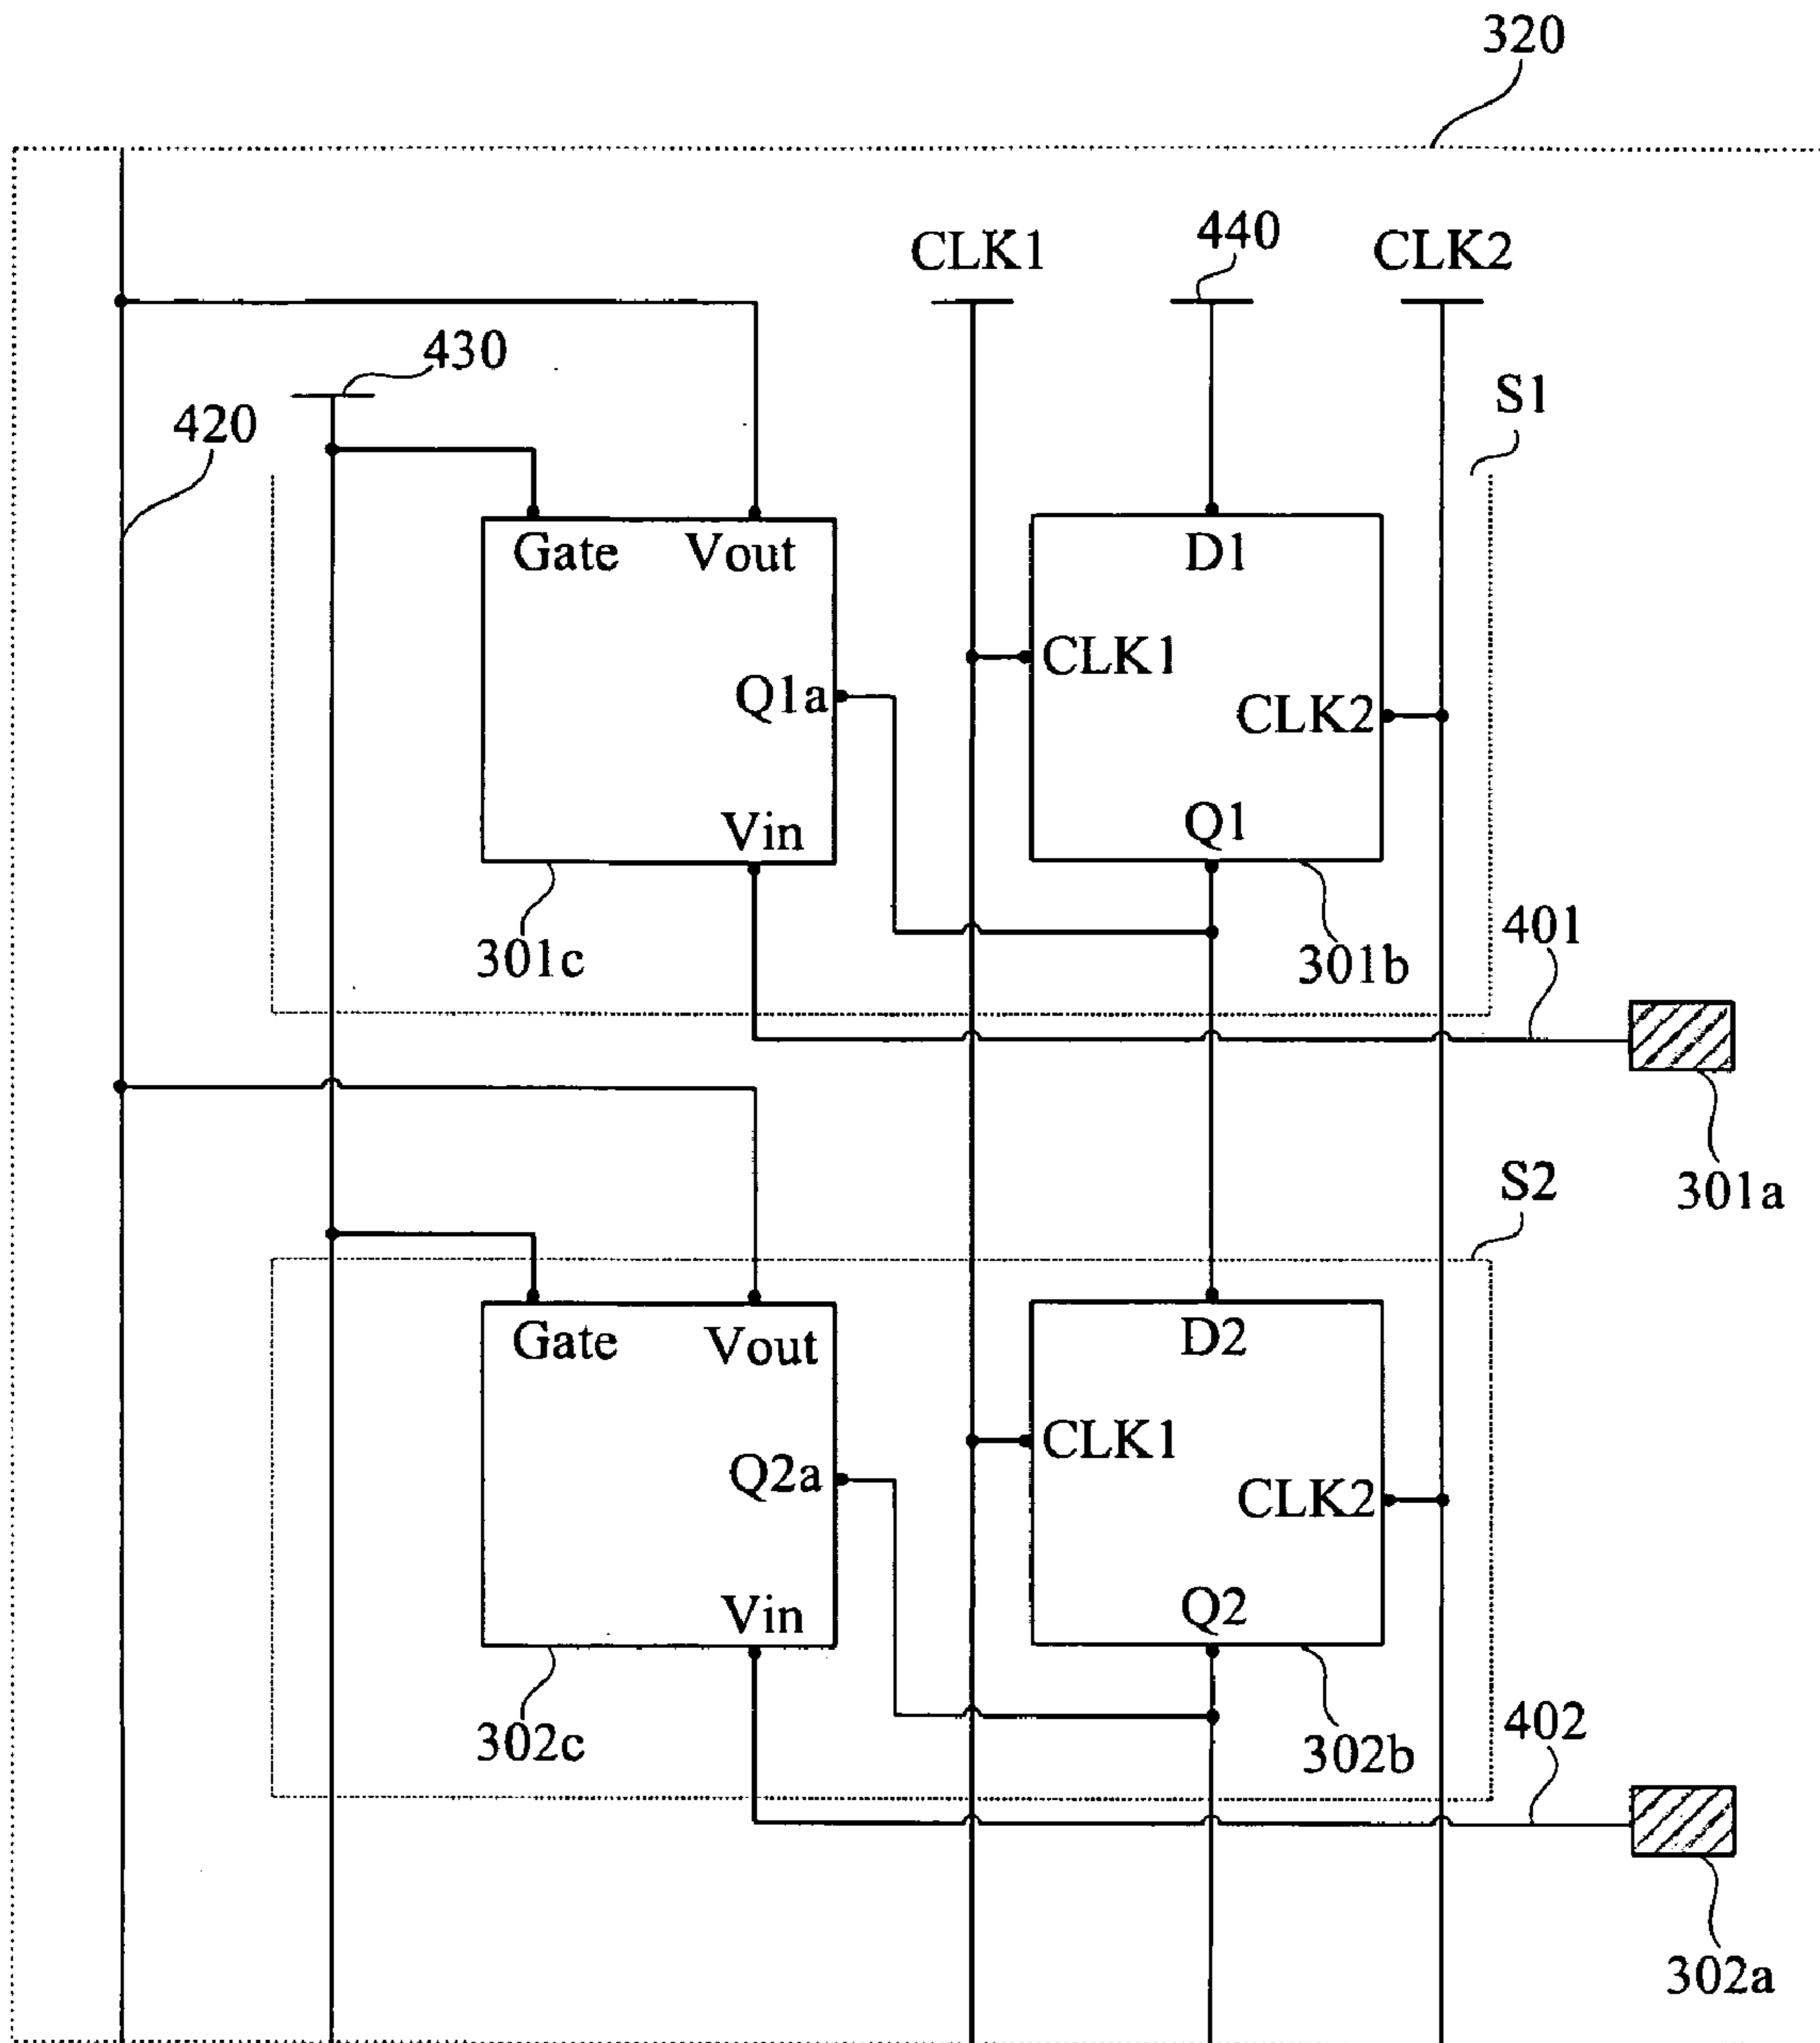 320
CLK1
440
CLK2
430
S1
420
Gate Vout
D1
CLK1
Q1a
CLK2
Vin
Q1
301c
301b
401
301a
S2
Gate Vout
D2
CLK1
Q2a
CLK2
Vin
Q2
302c
302b
402
302a